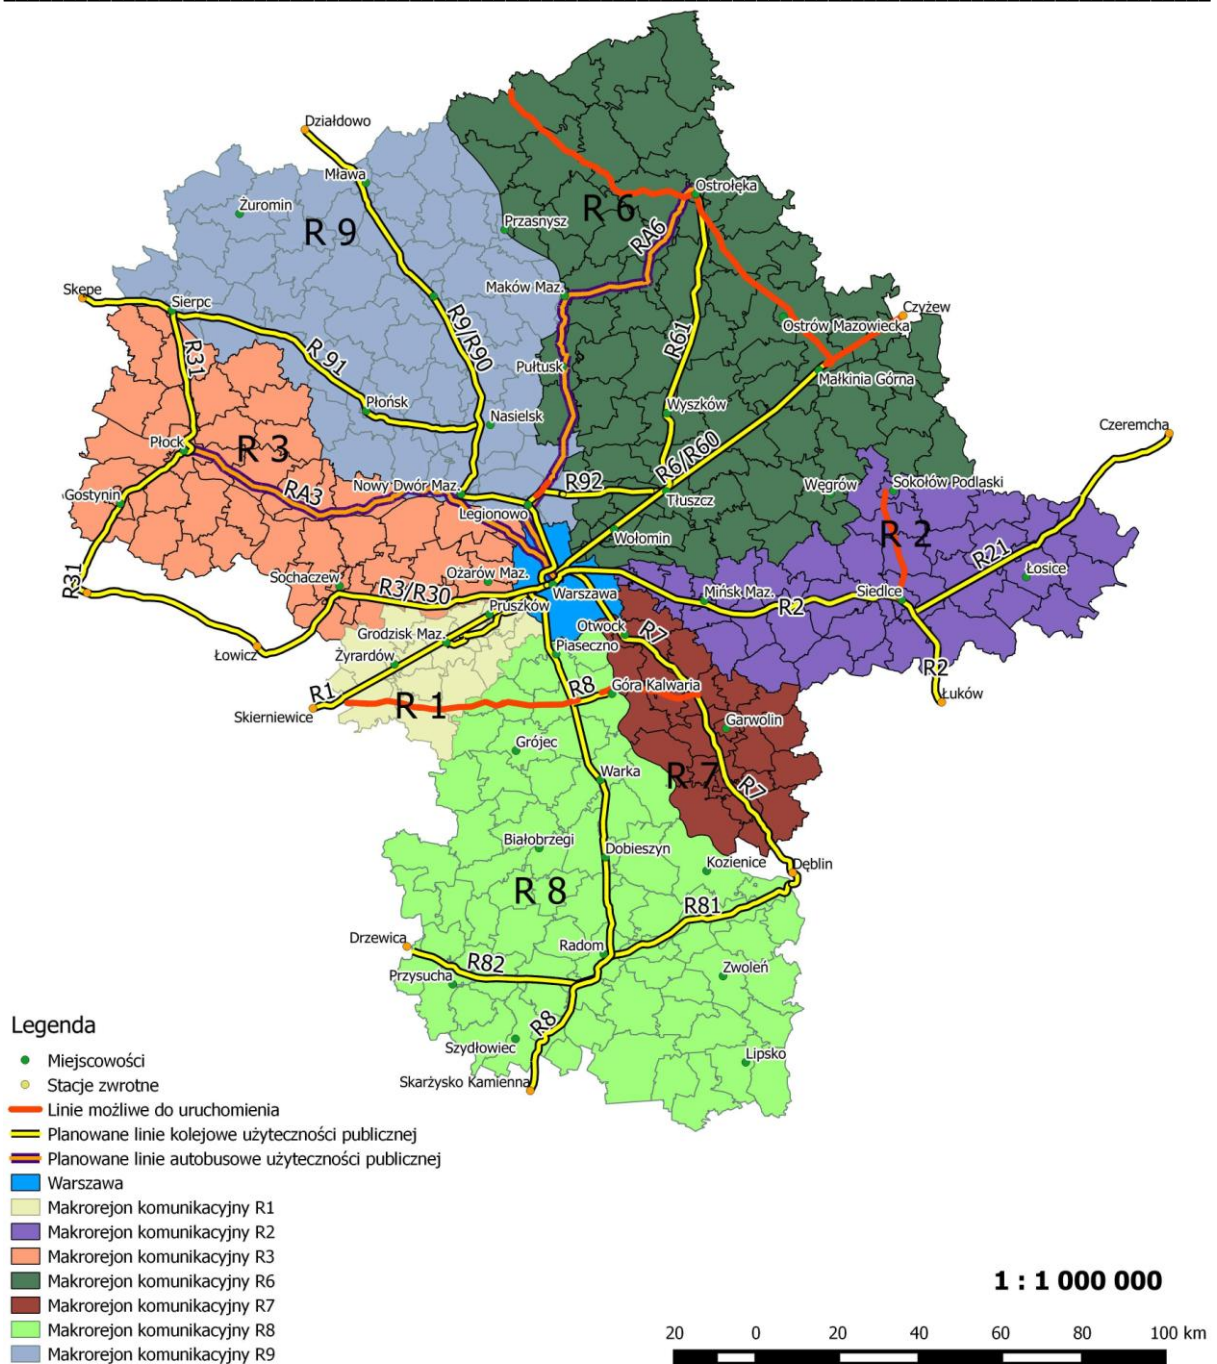 Działdowo
Mława
Żuromin
R 9
Przasnysz
Ostrołęka
R 6
RA6
Skępe
Sierpc
Maków Maz.
Czyżew
R9/R90
Ostrów Mazowiecka
R61
R31
R 91
Pułtusk
Małkinia Górna
Płońsk
Nasielsk
Wyszków
Czeremcha
Płock
R 3
R6/R60
RA3
Nowy Dwór Maz.
R92
Węgrów
Sokołów Podlaski
Gostynin
Legionowo
Tłuszcz
R 2
Wołomin
R21
R31
Sochaczew
Ożarów Maz.
R3/R30
Warszawa
Mińsk Maz.
R2
Siedlce
Łosice
Pruszków
Otwock
R7
Grodzisk Maz.
Piaseczno
Łowicz
Żyrardów
R2
R1
R8
Góra Kalwaria
Łuków
Skierniewice
R 1
Garwolin
Grójec
Warka
R 7
R7
Białobrzegi
Dobieszyn
Kozienice
Dęblin
R 8
R81
Drzewica
Radom
R82
Przysucha
Zwoleń
R8
Szydłowiec
Lipsko
Skarżysko Kamienna
Legenda
Miejscowości
Stacje zwrotne
Linie możliwe do uruchomienia
Planowane linie kolejowe użyteczności publicznej
Planowane linie autobusowe użyteczności publicznej
Warszawa
Makrorejon komunikacyjny R1
Makrorejon komunikacyjny R2
Makrorejon komunikacyjny R3
Makrorejon komunikacyjny R6
Makrorejon komunikacyjny R7
Makrorejon komunikacyjny R8
Makrorejon komunikacyjny R9
1 : 1 000 000
20 0 20 40 60 80 100 km